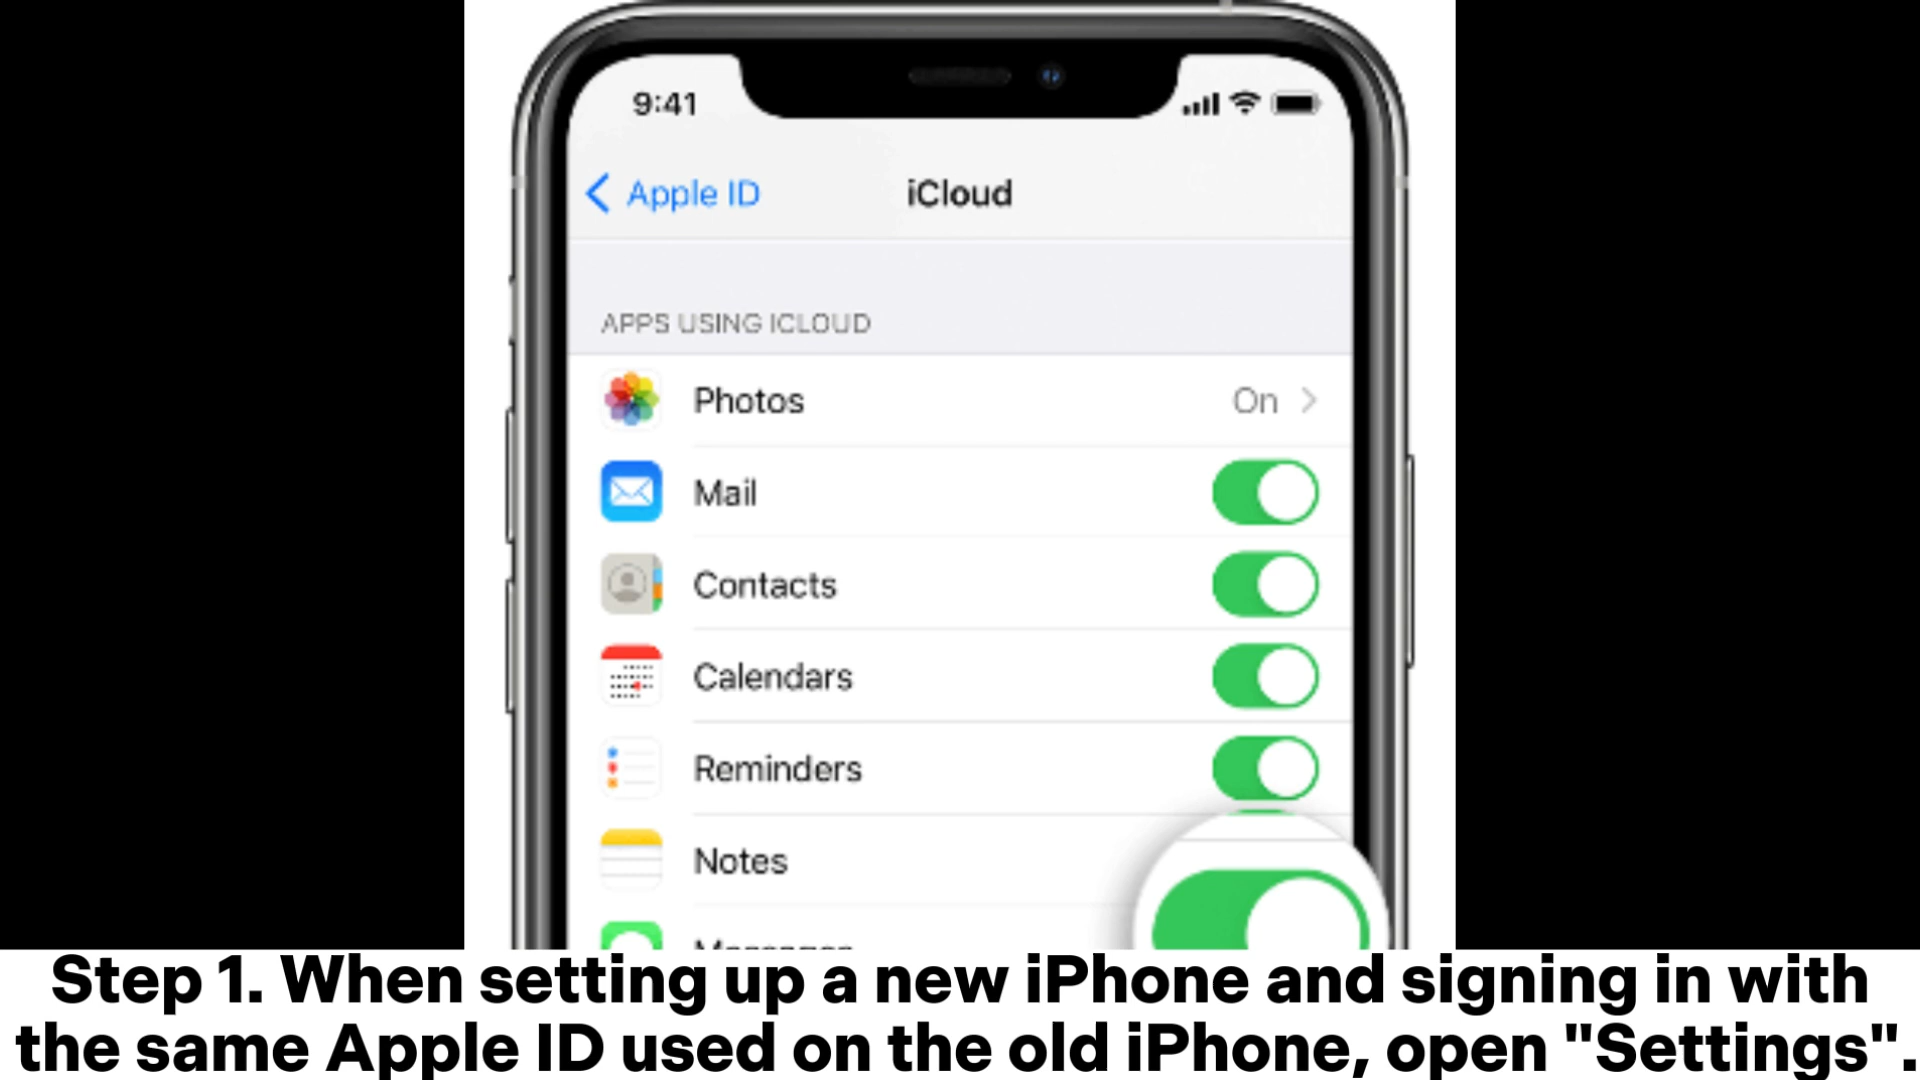 9:41
Apple ID iCloud
APPS USING ICLOUD
Photos On
Mail
Contacts
Calendars
Reminders
Notes
Step 1. When setting up a new iPhone and signing in with
the same Apple ID used on the old iPhone, open "Settings".